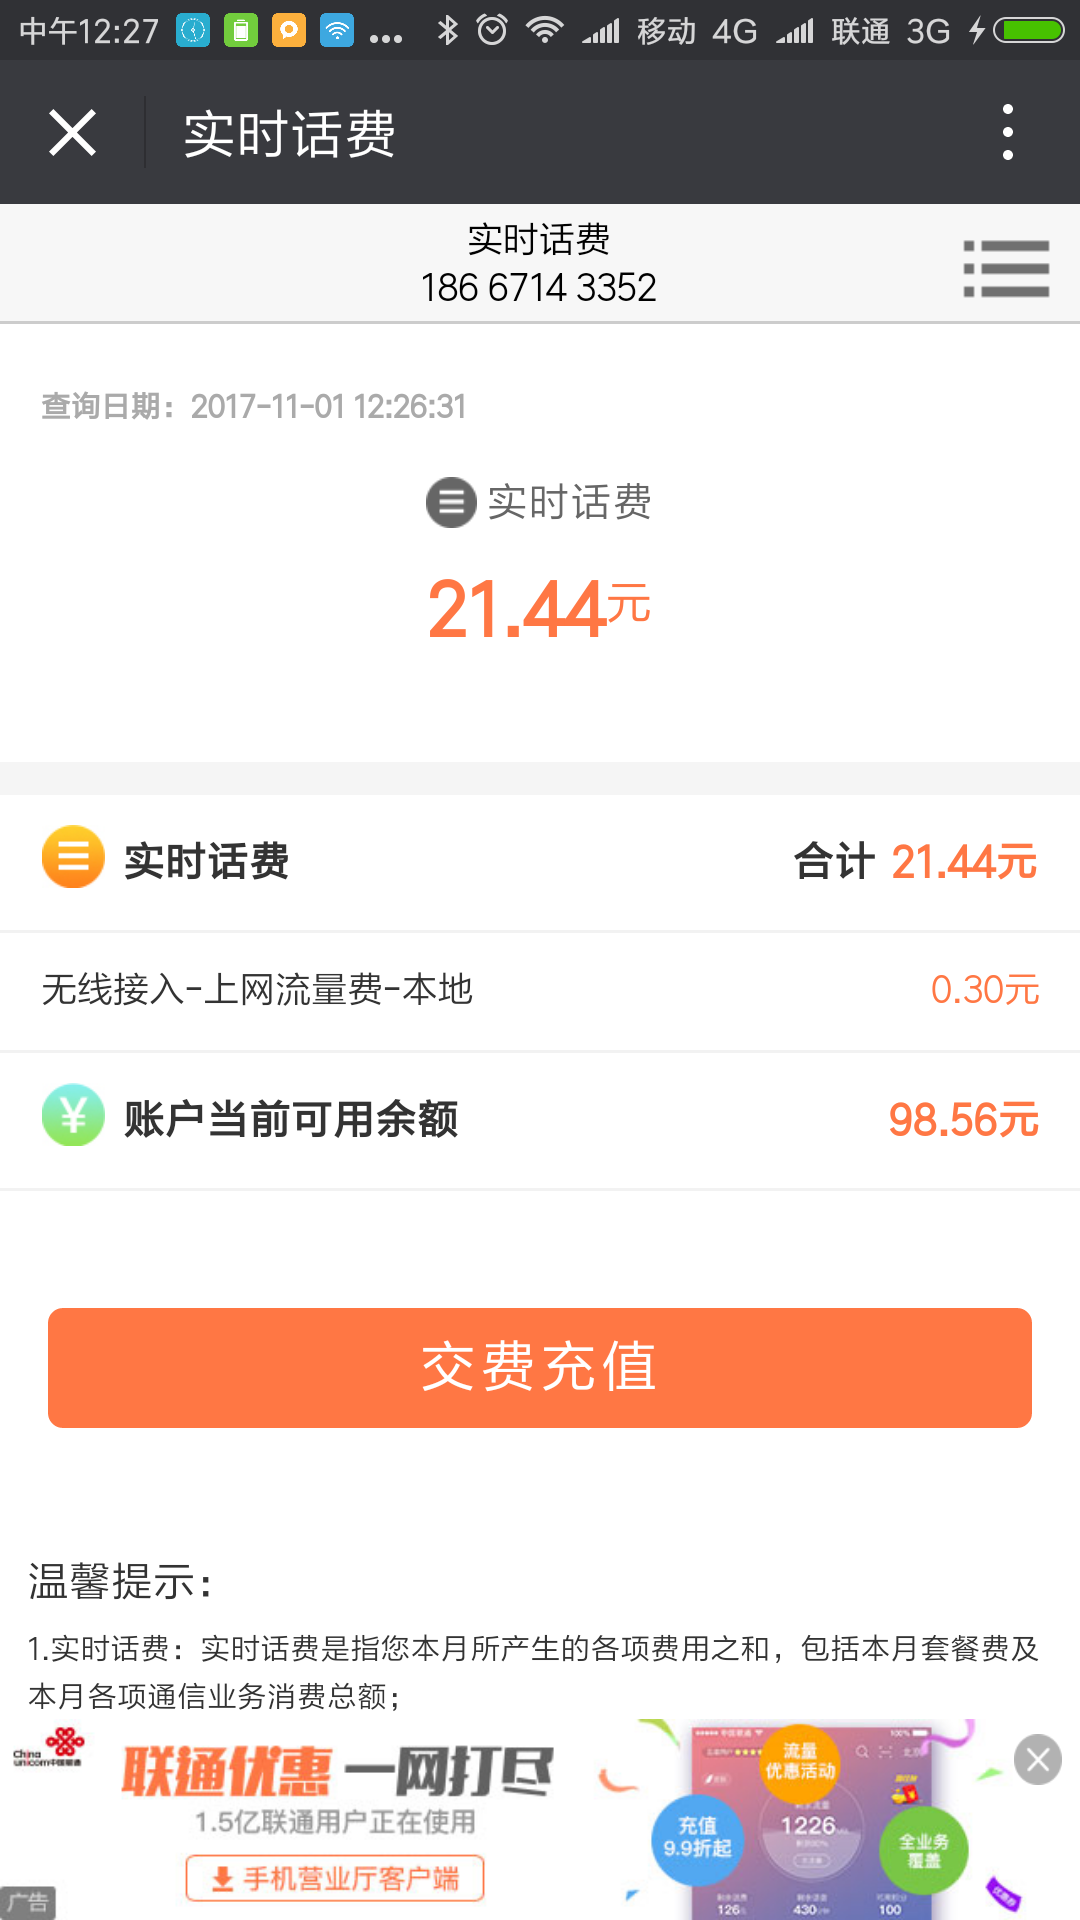 中午12:27 ... 移动 4G 联通 3G
实时话费
实时话费
186 6714 3352
查询日期：2017-11-01 12:26:31
实时话费
21.44元
实时话费 合计 21.44元
无线接入-上网流量费-本地 0.30元
¥ 账户当前可用余额 98.56元
交费充值
温馨提示：
1.实时话费：实时话费是指您本月所产生的各项费用之和，包括本月套餐费及
本月各项通信业务消费总额；
China
unicom中国联通
联通优惠 一网打尽
1.5亿联通用户正在使用
手机营业厅客户端
广告
流量
优惠活动
充值
9.9折起
1226
全业务
覆盖
126
430
100
优惠券